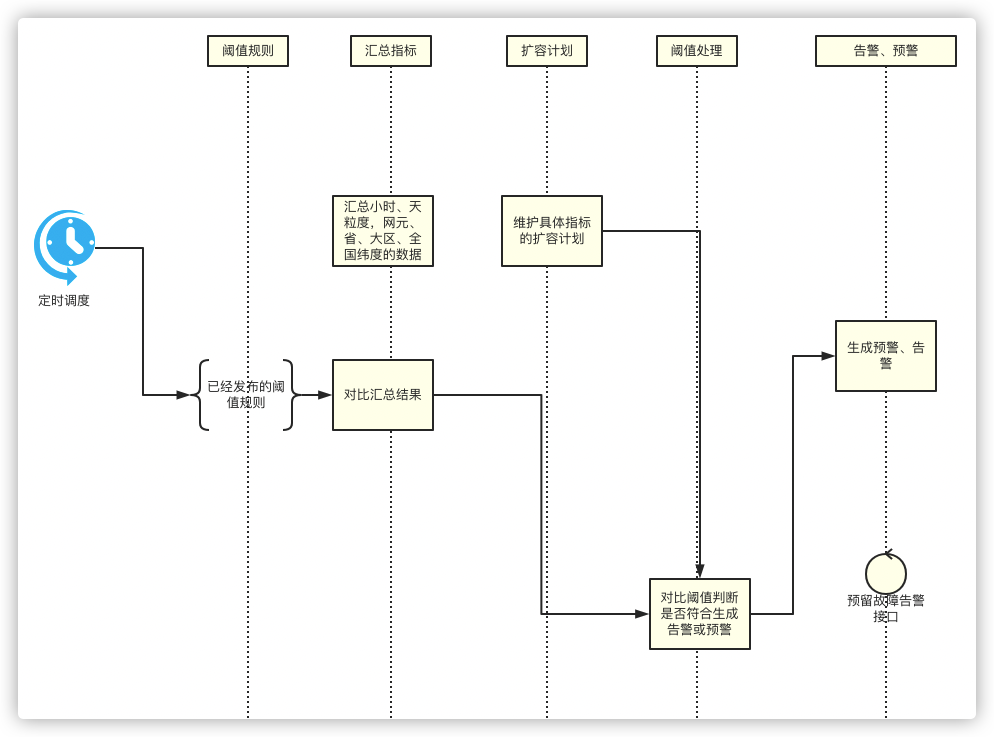 阈值规则
汇总指标
扩容计划
阈值处理
告警、预警
汇总小时、天
粒度，网元、
省、大区、全
国纬度的数据
维护具体指标
的扩容计划
定时调度
已经发布的阈
值规则
对比汇总结果
生成预警、告
警
对比阈值判断
是否符合生成
告警或预警
预留故障告警
接口